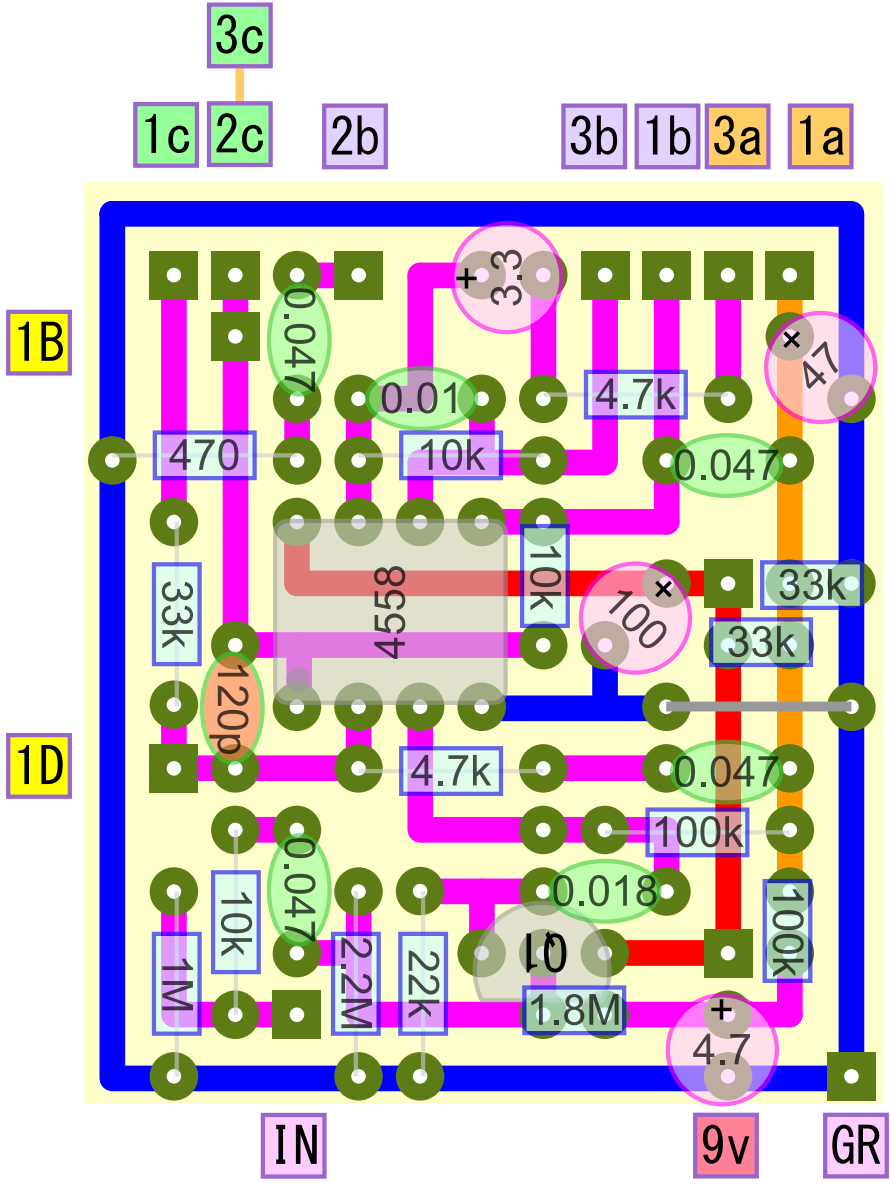 3c
1c 2c 2b 3b 1b 3a 1a
+ 3.3
0.047
1B
× 47
0.01 4.7k
470 10k 0.047
4558
10k
× 100
33k
33k
33k
120p
1D
4.7k 0.047
100k
0.047
0.018
10k
100k
Q1
1M 2.2M 22k
1.8M
+
4.7
IN 9v GR